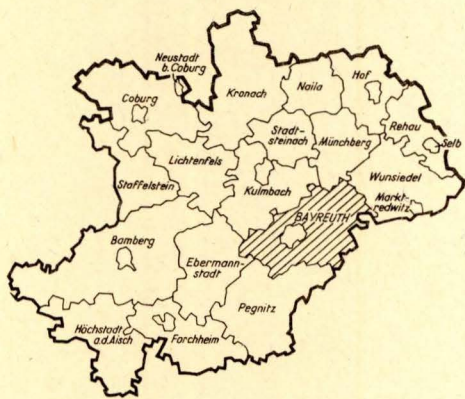 Neustadt
b. Coburg
Coburg
Kronach
Naila
Hof
Rehau
Selb
Stadt-
steinach
Münchberg
Lichtenfels
Staffelstein
Kulmbach
Wunsiedel
Markt-
redwitz
BAYREUTH
Bamberg
Ebermann-
stadt
Pegnitz
Höchstadt
a.d.Aisch
Forchheim